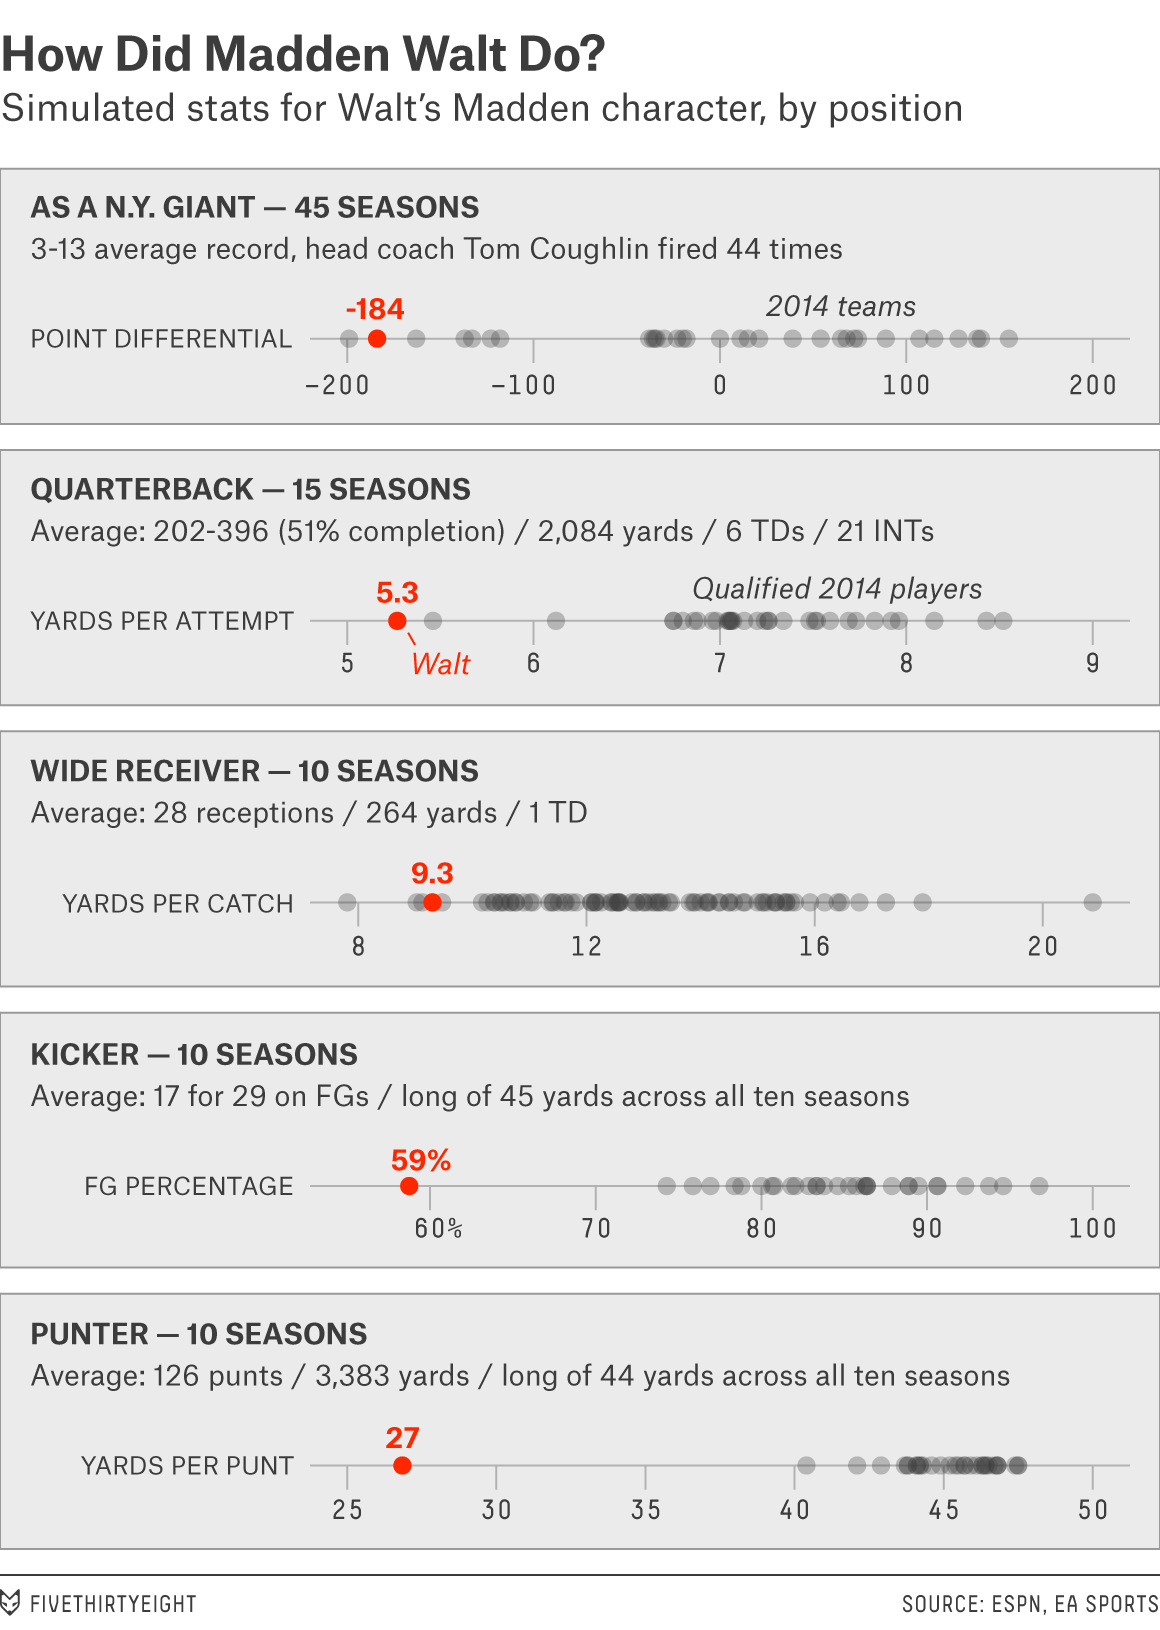 How Did Madden Walt Do?
Simulated stats for Walt's Madden character, by position
AS A N.Y. GIANT — 45 SEASONS
3-13 average record, head coach Tom Coughlin fired 44 times
-184
2014 teams
POINT DIFFERENTIAL
-200 -100 0 100 200
QUARTERBACK — 15 SEASONS
Average: 202-396 (51% completion) / 2,084 yards / 6 TDs / 21 INTs
5.3
Qualified 2014 players
YARDS PER ATTEMPT
Walt
5 6 7 8 9
WIDE RECEIVER — 10 SEASONS
Average: 28 receptions / 264 yards / 1 TD
9.3
YARDS PER CATCH
8 12 16 20
KICKER — 10 SEASONS
Average: 17 for 29 on FGs / long of 45 yards across all ten seasons
59%
FG PERCENTAGE
60% 70 80 90 100
PUNTER — 10 SEASONS
Average: 126 punts / 3,383 yards / long of 44 yards across all ten seasons
27
YARDS PER PUNT
25 30 35 40 45 50
FIVETHIRTYEIGHT
SOURCE: ESPN, EA SPORTS